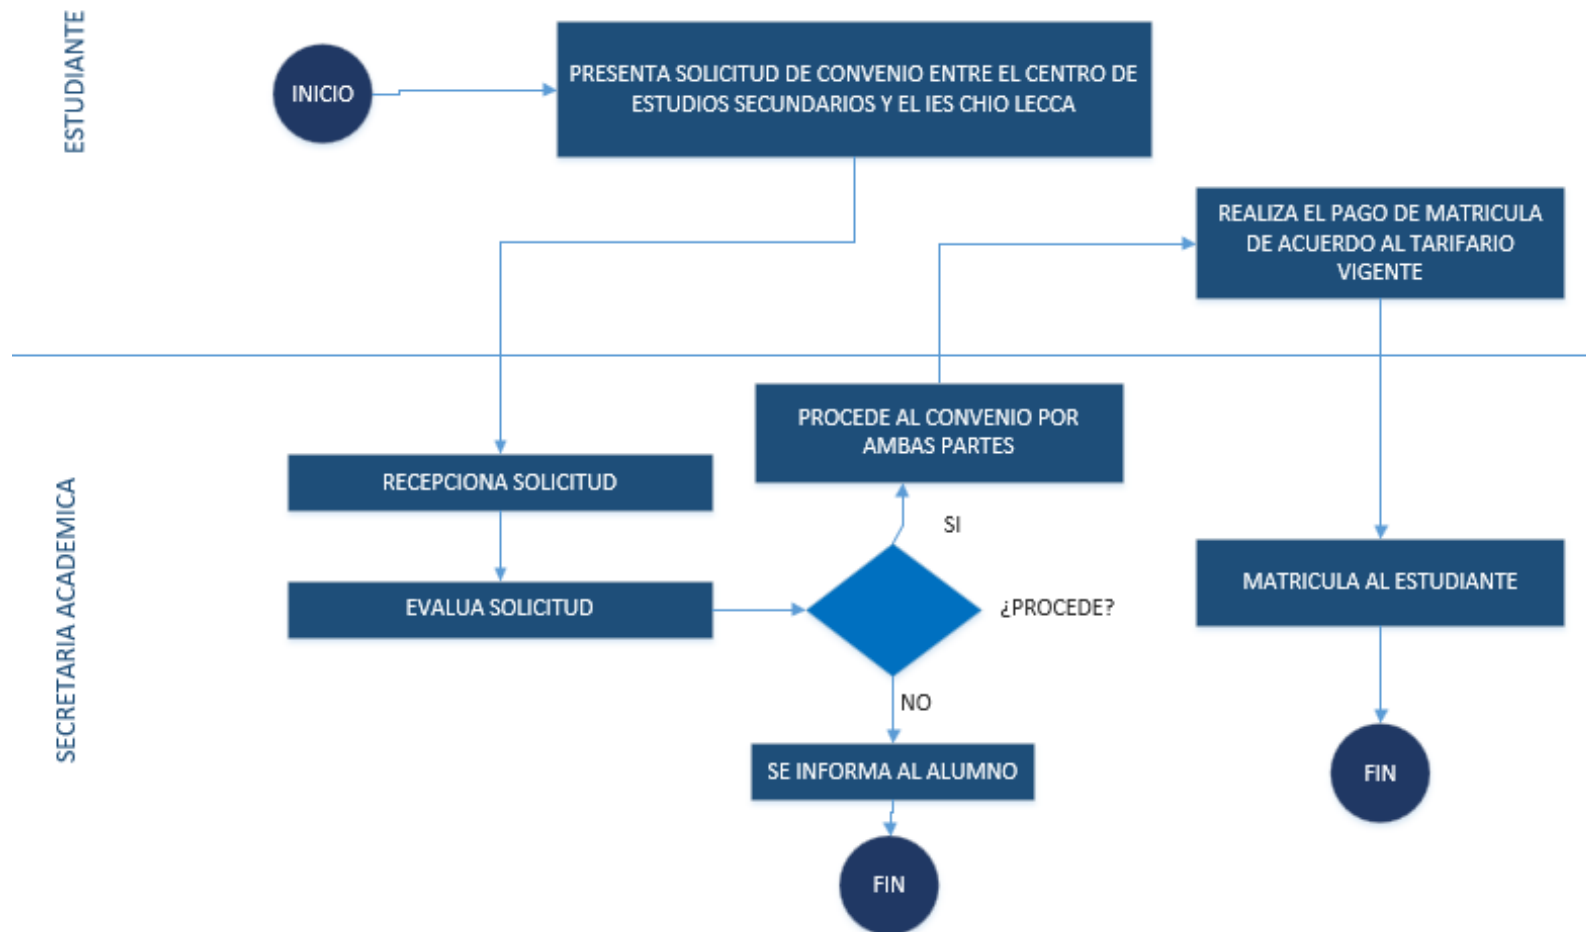 ESTUDIANTE
INICIO
PRESENTA SOLICITUD DE CONVENIO ENTRE EL CENTRO DE
ESTUDIOS SECUNDARIOS Y EL IES CHIO LECCA
REALIZA EL PAGO DE MATRICULA
DE ACUERDO AL TARIFARIO
VIGENTE
SECRETARIA ACADEMICA
PROCEDE AL CONVENIO POR
AMBAS PARTES
RECEPCIONA SOLICITUD
SI
EVALUA SOLICITUD
¿PROCEDE?
MATRICULA AL ESTUDIANTE
NO
SE INFORMA AL ALUMNO
FIN
FIN